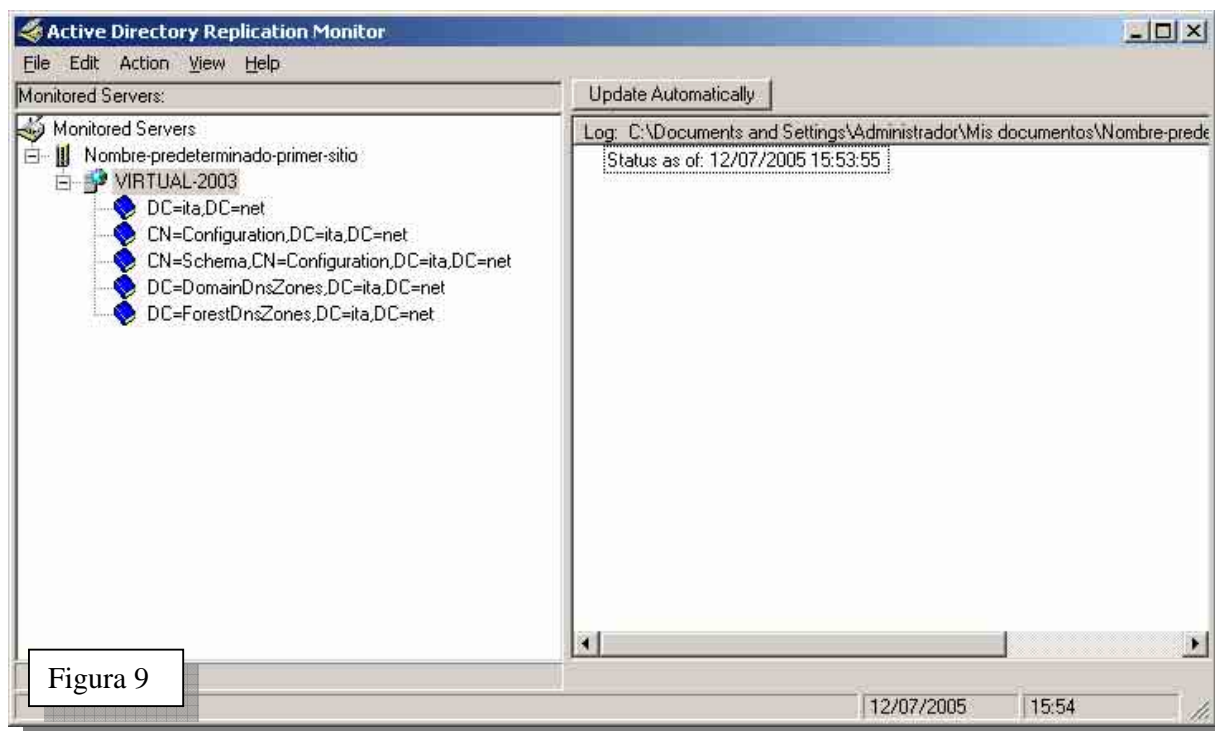 Active Directory Replication Monitor
File Edit Action View Help
Monitored Servers:
Update Automatically
Monitored Servers
Nombre-predeterminado-primer-sitio
VIRTUAL-2003
DC=ita,DC=net
CN=Configuration,DC=ita,DC=net
CN=Schema,CN=Configuration,DC=ita,DC=net
DC=DomainDnsZones,DC=ita,DC=net
DC=ForestDnsZones,DC=ita,DC=net
Log: C:\Documents and Settings\Administrador\Mis documentos\Nombre-prede
Status as of: 12/07/2005 15:53:55
Figura 9
12/07/2005 15:54